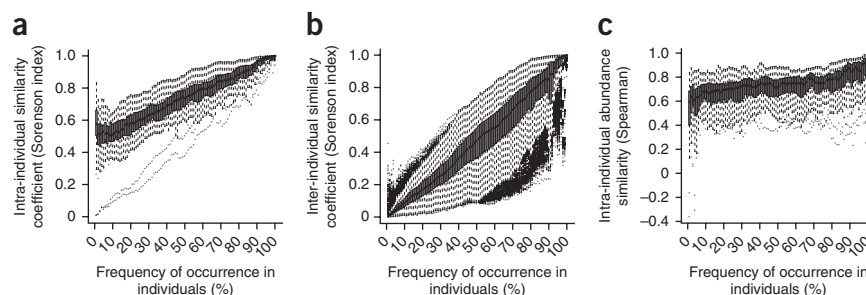 a
Intra-individual similarity
coefficient (Sorenson index)
1.0
0.8
0.6
0.4
0.2
0
0 10 20 30 40 50 60 70 80 90 100
Frequency of occurrence in
individuals (%)
b
Inter-individual similarity
coefficient (Sorenson index)
1.0
0.8
0.6
0.4
0.2
0
0 10 20 30 40 50 60 70 80 90 100
Frequency of occurrence in
individuals (%)
c
Intra-individual abundance
similarity (Spearman)
1.0
0.8
0.6
0.4
0.2
0
−0.2
−0.4
0 10 20 30 40 50 60 70 80 90 100
Frequency of occurrence in
individuals (%)